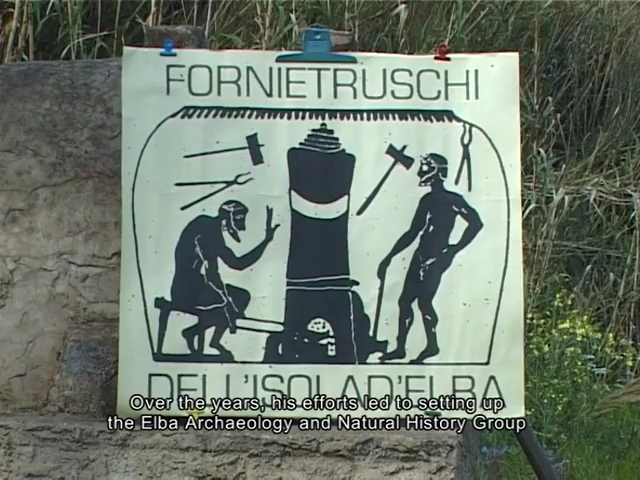 FORNIETRUSCHI
DELL'ISOLAD'ELBA
Over the years, his efforts led to setting up
the Elba Archaeology and Natural History Group